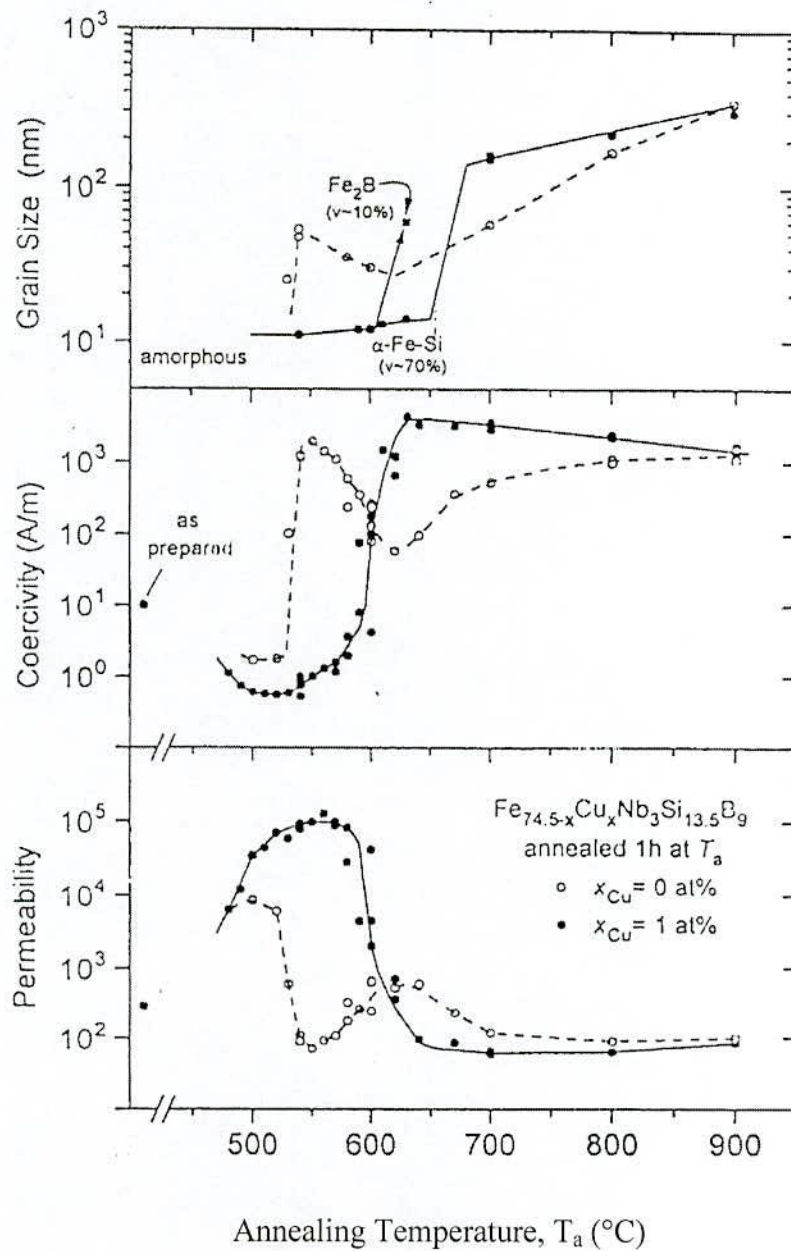 10³
10²
10¹
Grain Size (nm)
Fe₂B
(v~10%)
amorphous
α-Fe-Si
(v~70%)
10³
10²
10¹
10⁰
Coercivity (A/m)
as
prepared
10⁵
10⁴
10³
10²
Permeability
Fe₇₄.₅₋ₓCuₓNb₃Si₁₃.₅B₉
annealed 1h at Tₐ
○ x_Cu= 0 at%
● x_Cu= 1 at%
500 600 700 800 900
Annealing Temperature, Tₐ (°C)